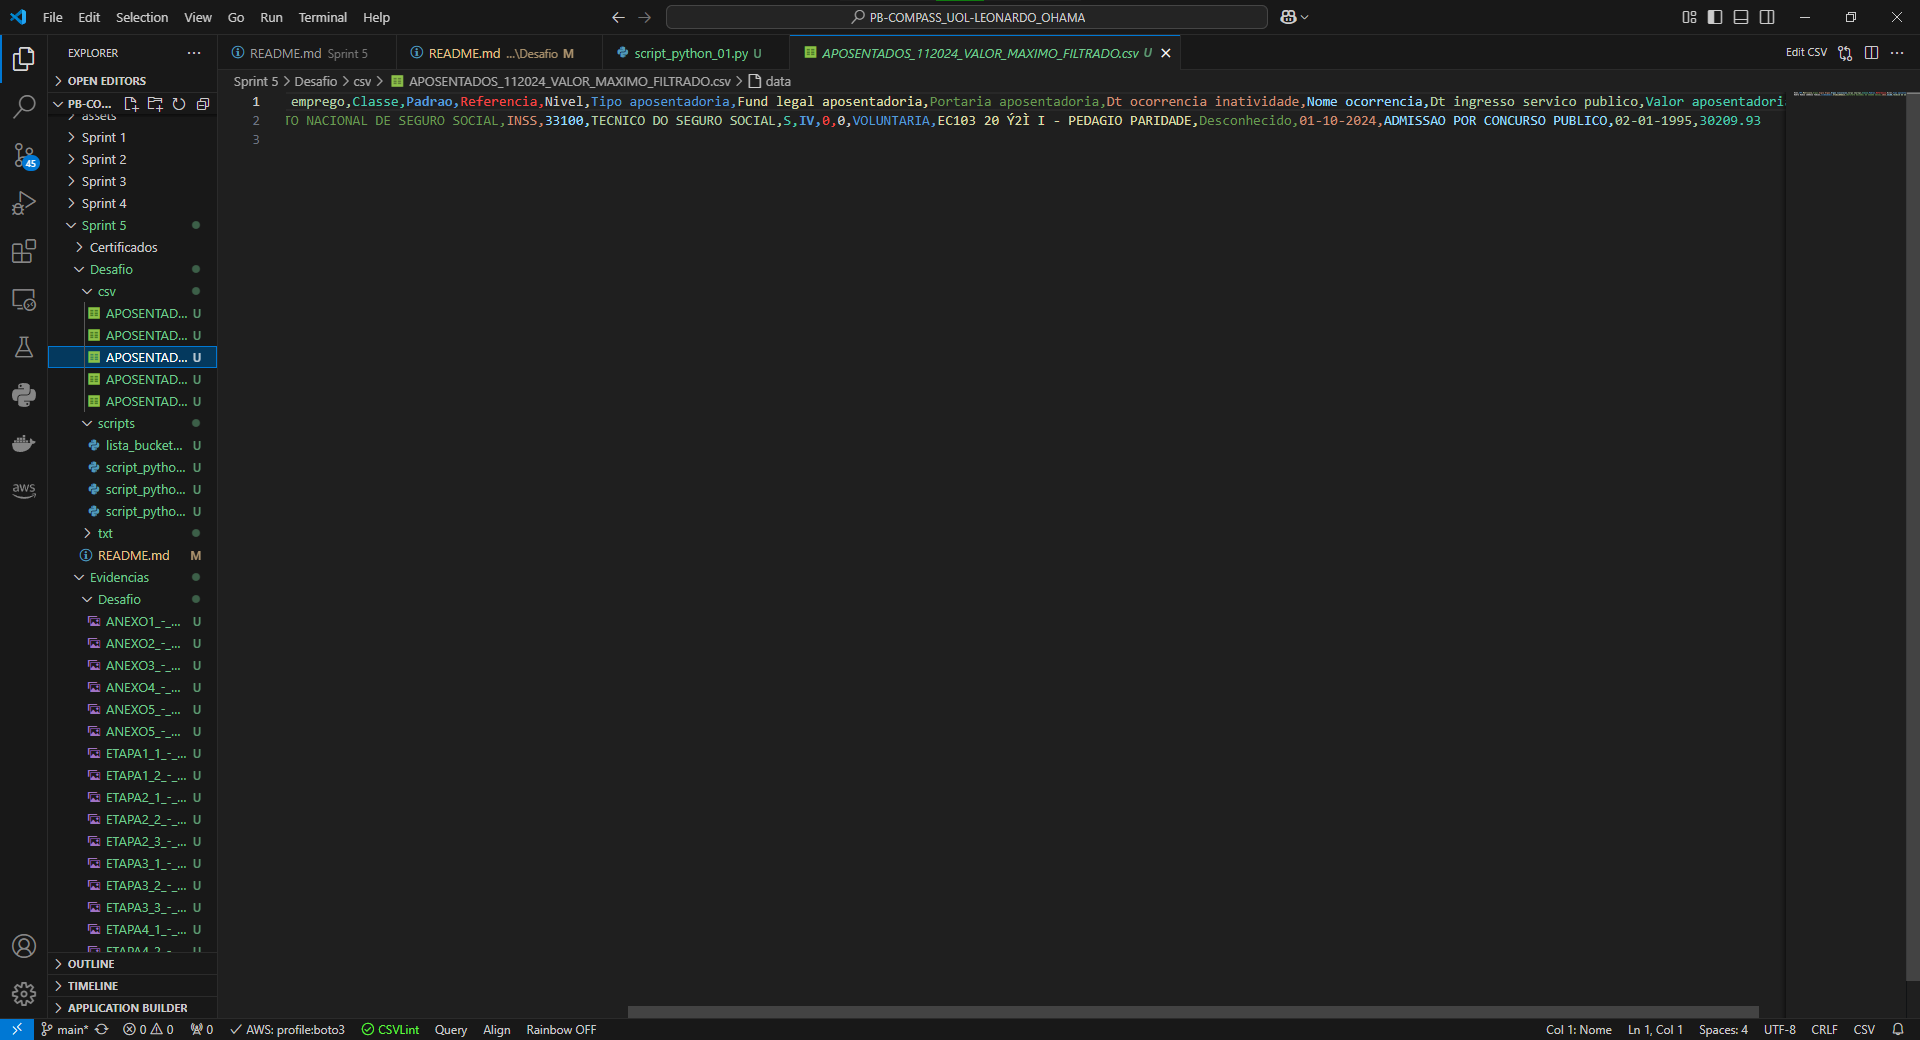 File Edit Selection View Go Run Terminal Help
PB-COMPASS_UOL-LEONARDO_OHAMA
EXPLORER
README.md Sprint 5
README.md ...\Desafio M
script_python_01.py U
APOSENTADOS_112024_VALOR_MAXIMO_FILTRADO.csv U
Edit CSV
OPEN EDITORS
Sprint 5 > Desafio > csv > APOSENTADOS_112024_VALOR_MAXIMO_FILTRADO.csv > data
PB-CO...
1 emprego,Classe,Padrao,Referencia,Nivel,Tipo aposentadoria,Fund legal aposentadoria,Portaria aposentadoria,Dt ocorrencia inatividade,Nome ocorrencia,Dt ingresso servico publico,Valor aposentadori
2 TO NACIONAL DE SEGURO SOCIAL,INSS,33100,TECNICO DO SEGURO SOCIAL,S,IV,0,0,VOLUNTARIA,EC103 20 Ý2Ì I - PEDAGIO PARIDADE,Desconhecido,01-10-2024,ADMISSAO POR CONCURSO PUBLICO,02-01-1995,30209.93
3
assets
Sprint 1
Sprint 2
45
Sprint 3
Sprint 4
Sprint 5
Certificados
Desafio
csv
APOSENTAD... U
APOSENTAD... U
APOSENTAD... U
APOSENTAD... U
APOSENTAD... U
scripts
lista_bucket... U
script_pytho... U
script_pytho... U
script_pytho... U
aws
txt
README.md M
Evidencias
Desafio
ANEXO1_-_... U
ANEXO2_-_... U
ANEXO3_-_... U
ANEXO4_-_... U
ANEXO5_-_... U
ANEXO5_-_... U
ETAPA1_1_-_... U
ETAPA1_2_-_... U
ETAPA2_1_-_... U
ETAPA2_2_-_... U
ETAPA2_3_-_... U
ETAPA3_1_-_... U
ETAPA3_2_-_... U
ETAPA3_3_-_... U
ETAPA4_1_-_... U
ETAPA4_2_-_... U
OUTLINE
TIMELINE
APPLICATION BUILDER
main* 0 0 0 AWS: profile:boto3 CSVLint Query Align Rainbow OFF
Col 1: Nome Ln 1, Col 1 Spaces: 4 UTF-8 CRLF CSV